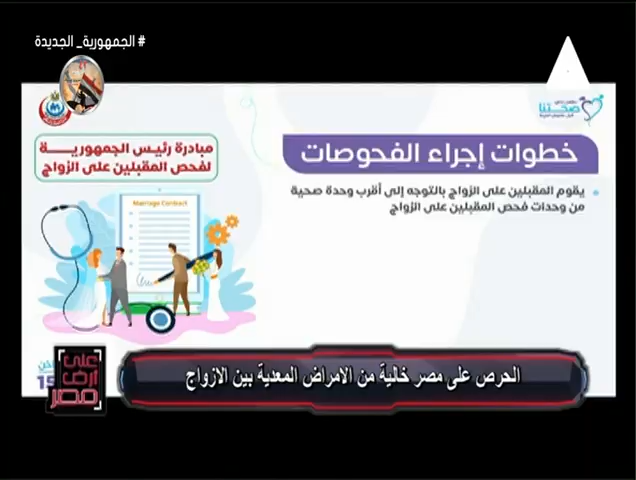 #الجمهورية_الجديدة
صحتنا
مبادرة رئيس الجمهورية
لفحص المقبلين على الزواج
خطوات إجراء الفحوصات
يقوم المقبلين على الزواج بالتوجه إلى أقرب وحدة صحية
من وحدات فحص المقبلين على الزواج
Marriage Contract
على
أرض
مصر
الحرص على مصر خالية من الامراض المعدية بين الازواج